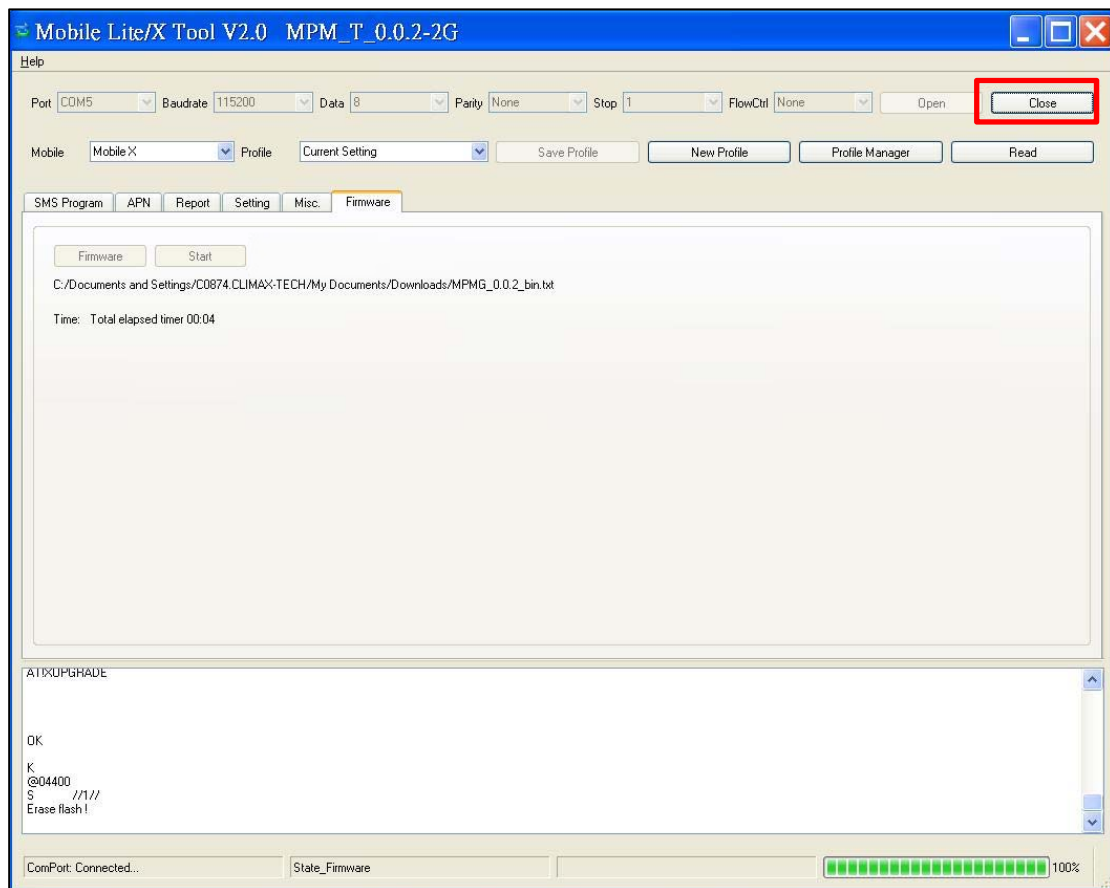 Mobile Lite/X Tool V2.0 MPM_T_0.0.2-2G
Help
Port COM5 Baudrate 115200 Data 8 Parity None Stop 1 FlowCtrl None Open Close
Mobile Mobile X Profile Current Setting Save Profile New Profile Profile Manager Read
SMS Program APN Report Setting Misc. Firmware
Firmware Start
C:/Documents and Settings/C0874.CLIMAX-TECH/My Documents/Downloads/MPMG_0.0.2_bin.txt
Time: Total elapsed timer 00:04
OK
K
@04400
S //1//
Erase flash !
ComPort: Connected... State_Firmware 100%